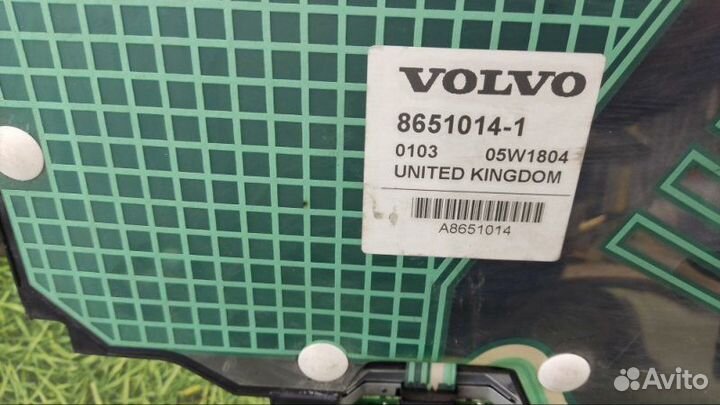 VOLVO
8651014-1
0103 05W1804
UNITED KINGDOM
A8651014
Avito